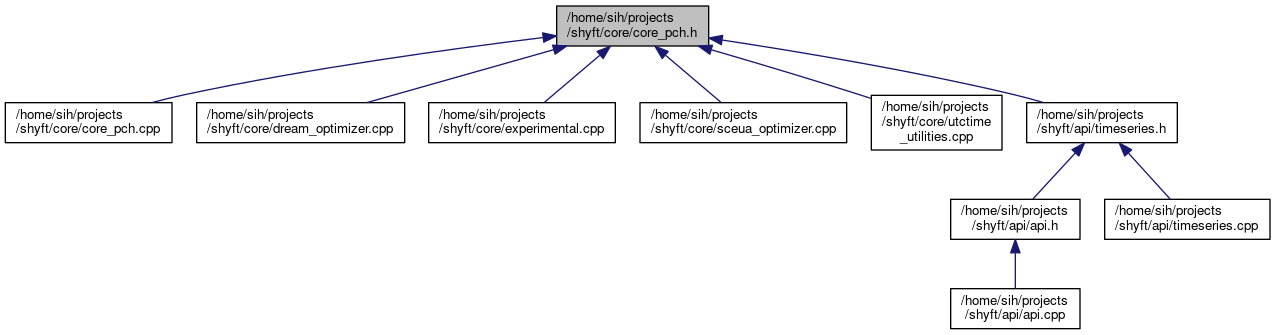 /home/sih/projects
/shyft/core/core_pch.h
/home/sih/projects
/shyft/core/core_pch.cpp
/home/sih/projects
/shyft/core/dream_optimizer.cpp
/home/sih/projects
/shyft/core/experimental.cpp
/home/sih/projects
/shyft/core/sceua_optimizer.cpp
/home/sih/projects
/shyft/core/utctime
_utilities.cpp
/home/sih/projects
/shyft/api/timeseries.h
/home/sih/projects
/shyft/api/api.h
/home/sih/projects
/shyft/api/timeseries.cpp
/home/sih/projects
/shyft/api/api.cpp